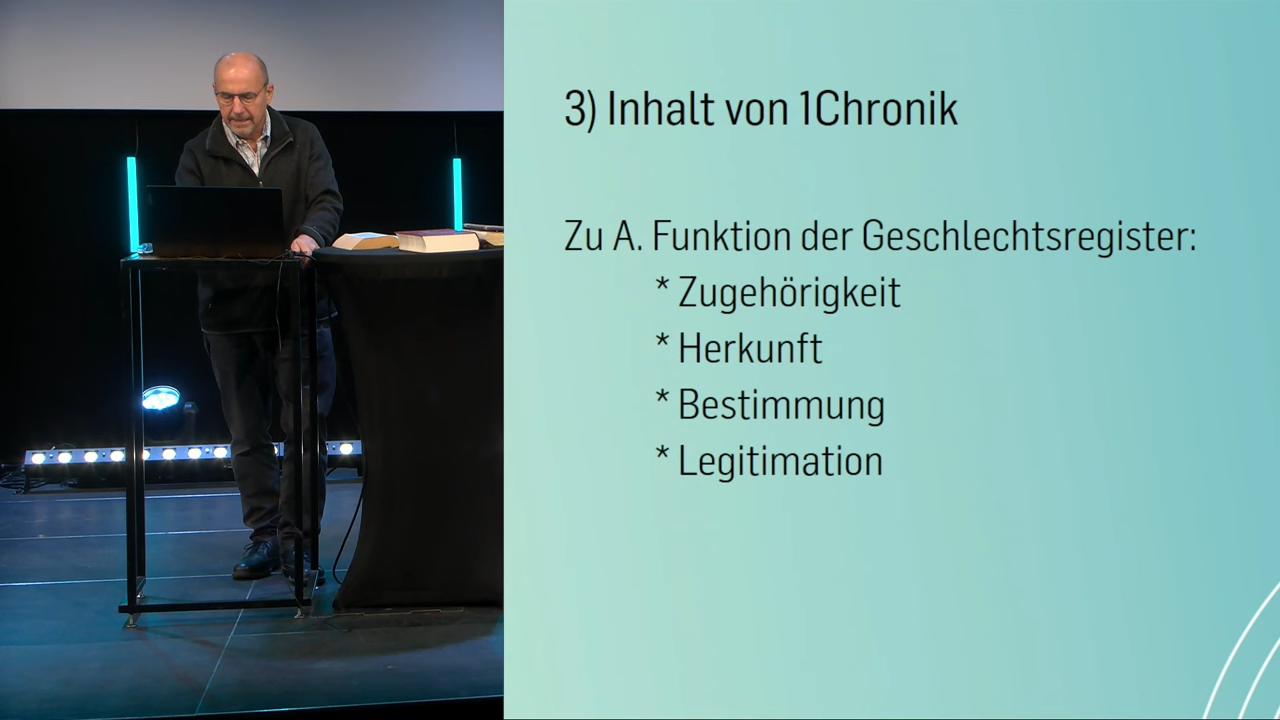 3) Inhalt von 1Chronik
Zu A. Funktion der Geschlechtsregister:
* Zugehörigkeit
* Herkunft
* Bestimmung
* Legitimation